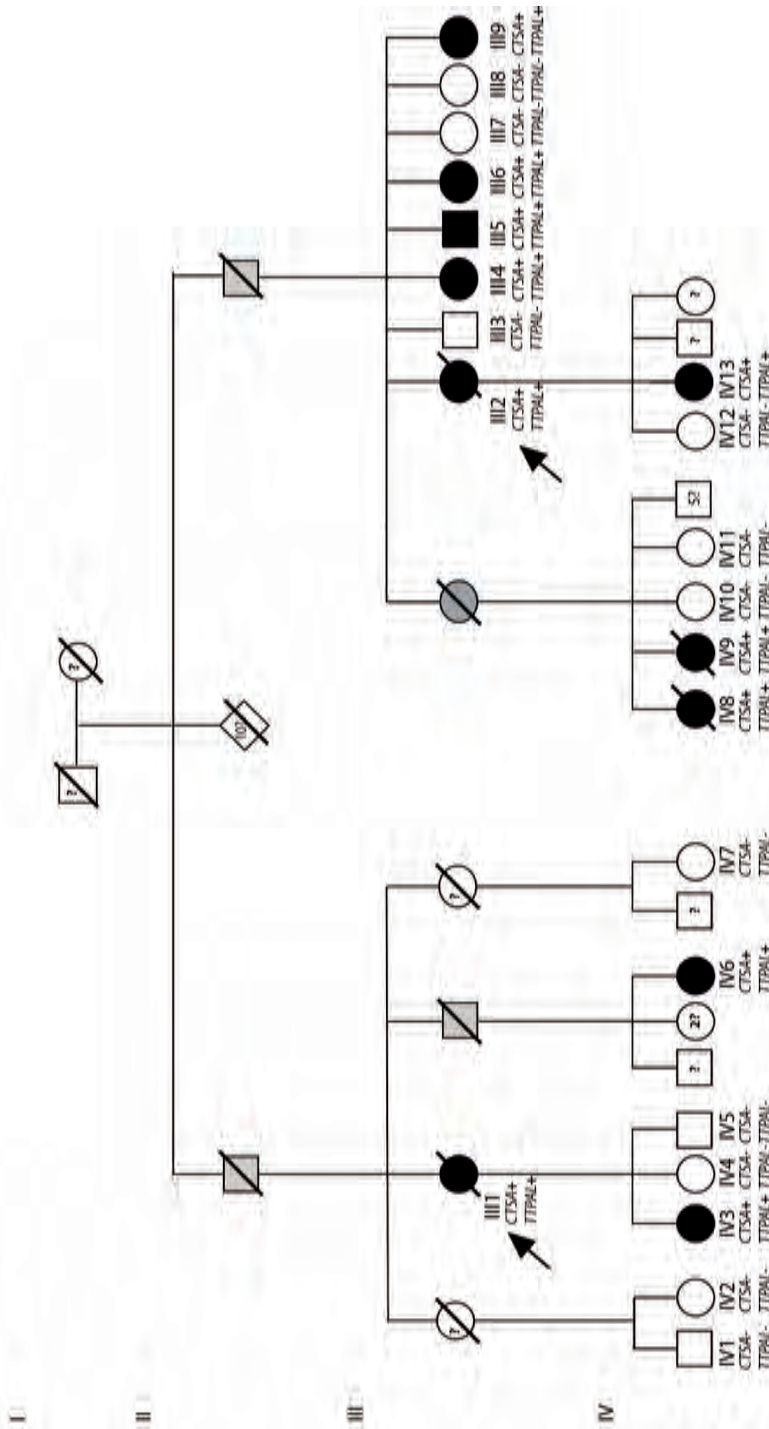 I
? ?
II
10?
III
? ?
III1 III2 III3 III4 III5 III6 III7 III8 III9
CTSA+ CTSA+ CTSA- CTSA+ CTSA+ CTSA+ CTSA- CTSA- CTSA+
TTPAL+ TTPAL+ TTPAL- TTPAL+ TTPAL+ TTPAL+ TTPAL- TTPAL- TTPAL+
IV
? 2? ? 5? ? ?
IV1 IV2 IV3 IV4 IV5 IV6 IV7 IV8 IV9 IV10 IV11 IV12 IV13
CTSA- CTSA- CTSA+ CTSA- CTSA- CTSA+ CTSA- CTSA+ CTSA+ CTSA- CTSA- CTSA- CTSA+
TTPAL- TTPAL- TTPAL+ TTPAL- TTPAL- TTPAL+ TTPAL- TTPAL+ TTPAL+ TTPAL- TTPAL- TTPAL- TTPAL+